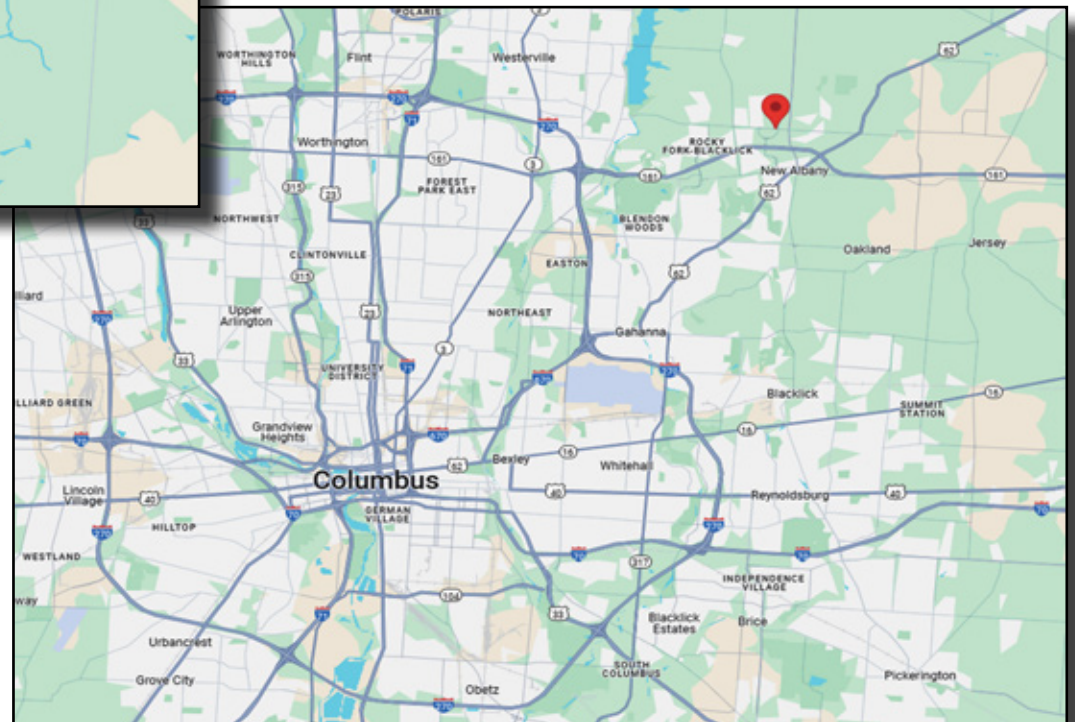 POLARIS
62
WORTHINGTON
HILLS
Flint
Westerville
270
270
71
270
Worthington
161
3
ROCKY
FORK-BLACKLICK
161
New Albany
161
315
23
FOREST
PARK EAST
62
33
NORTHWEST
BLENDON
WOODS
Oakland
Jersey
CLINTONVILLE
EASTON
315
62
lliard
270
Upper
Arlington
23
NORTHEAST
Gahanna
3
33
UNIVERSITY
DISTRICT
71
670
270
LLIARD GREEN
Blacklick
16
SUMMIT
STATION
Grandview
Heights
70
670
16
62
Bexley
16
Whitehall
Columbus
Lincoln
Village
40
40
Reynoldsburg
40
70
GERMAN
VILLAGE
70
HILLTOP
270
270
WESTLAND
70
70
317
INDEPENDENCE
VILLAGE
way
104
71
33
Blacklick
Estates
Brice
Urbancrest
SOUTH
COLUMBUS
Grove City
Obetz
Pickerington
270